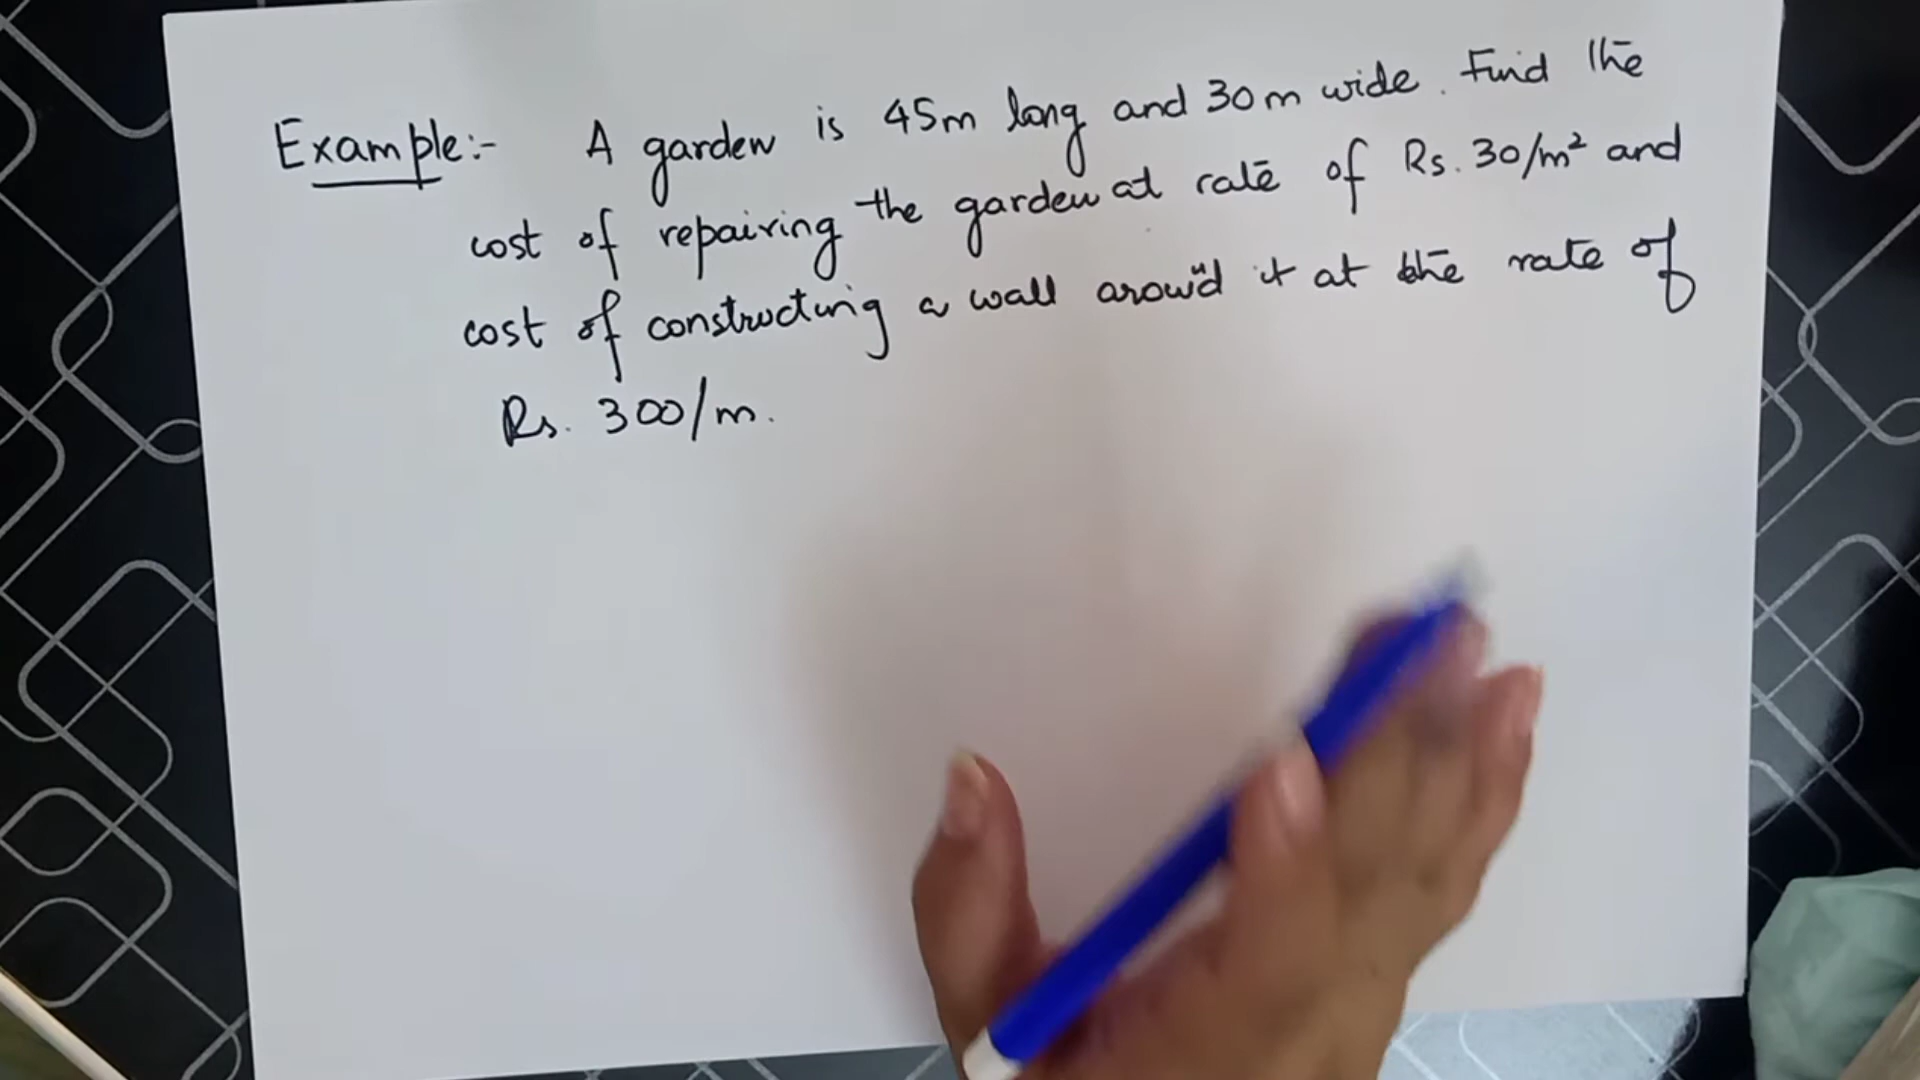 Example:- A garden is 45m long and 30m wide. Find the
cost of repairing the garden at rate of Rs. 30/m² and
cost of constructing a wall around it at the rate of
Rs. 300/m.